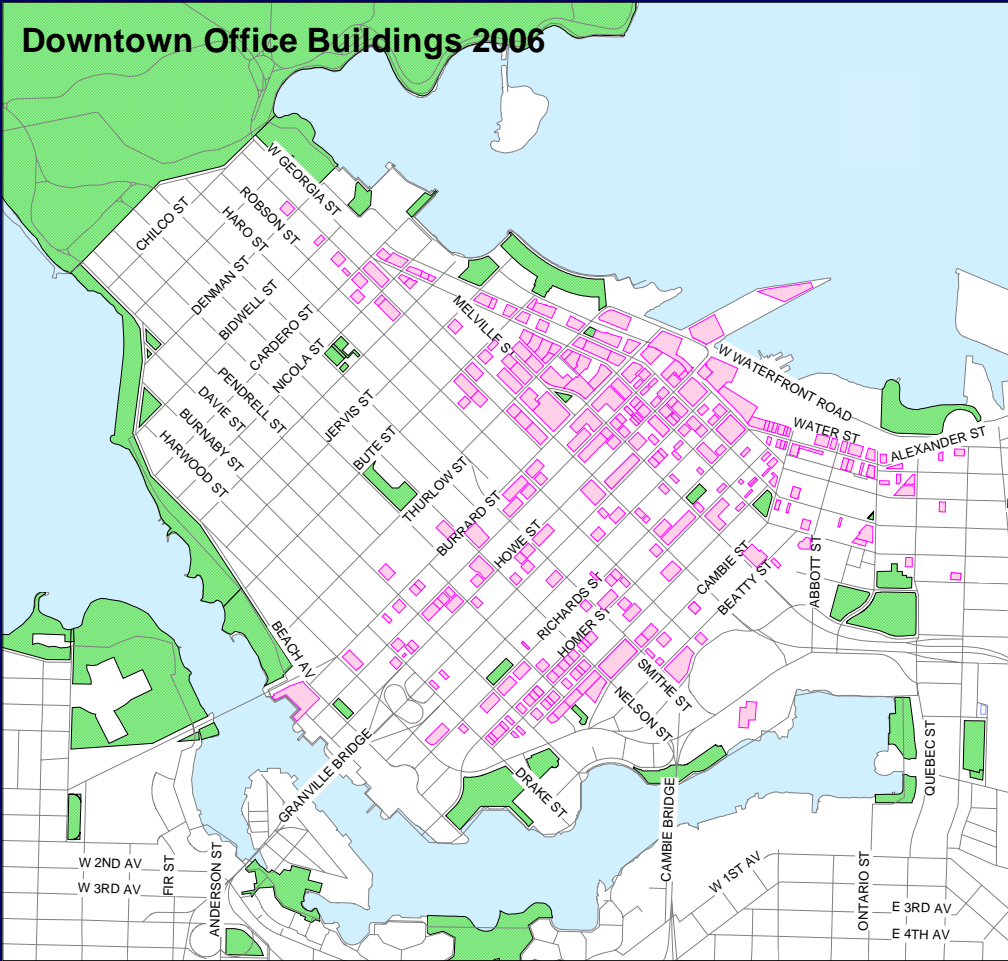 Downtown Office Buildings 2006
W GEORGIA ST
ROBSON ST
HARO ST
CHILCO ST
DENMAN ST
BIDWELL ST
CARDERO ST
NICOLA ST
PENDRELL ST
DAVIE ST
BURNABY ST
HARWOOD ST
MELVILLE S
JERVIS ST
BUTE ST
THURLOW ST
BURRARD ST
HOWE ST
W WATERFRONT ROAD
WATER ST
ALEXANDER ST
RICHARDS S
HOMER ST
CAMBIE ST
BEATTY ST
ABBOTT ST
BEACH AV
SMITHE ST
NELSON ST
GRANVILLE BRIDGE
DRAKE ST
CAMBIE BRIDGE
QUEBEC ST
W 2ND AV
W 3RD AV
FIR ST
ANDERSON ST
W 1ST AV
ONTARIO ST
E 3RD AV
E 4TH AV